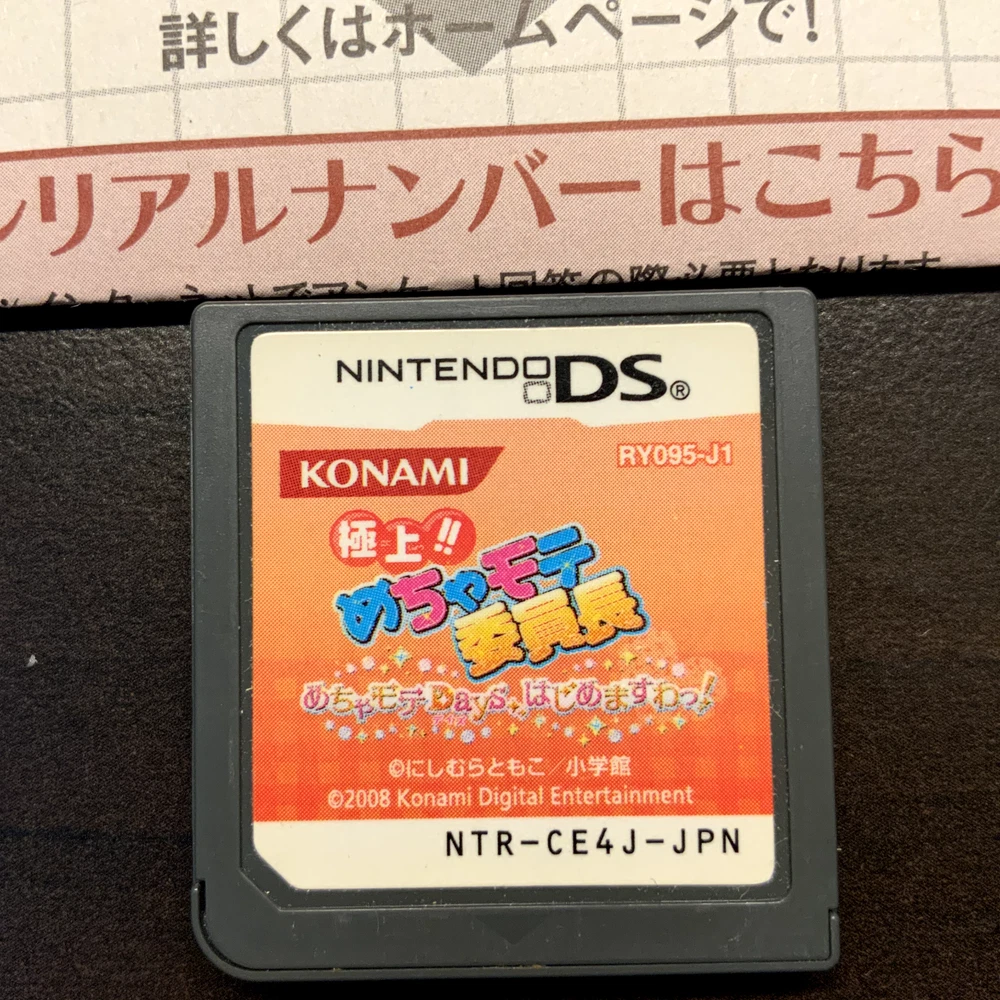 詳しくはホームページで!
リアルナンバーはこちら
NINTENDO DS®
KONAMI
RY095-J1
極上!!
めちゃモテ
委員長
めちゃモテDays、はじめますわっ!
デイズ
©にしむらともこ/小学館
©2008 Konami Digital Entertainment
NTR-CE4J-JPN